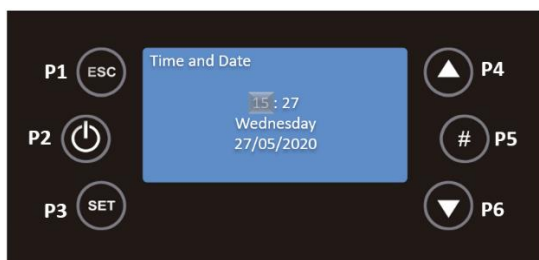 P1 ESC
P2
P3 SET
Time and Date
15 : 27
Wednesday
27/05/2020
P4
# P5
P6